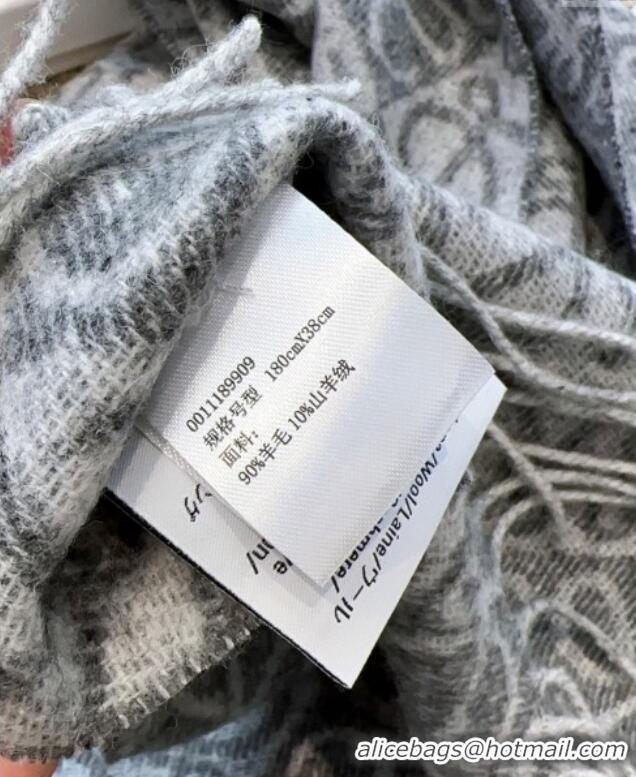 0011189909
规格号型 180cmX38cm
面料：
90%羊毛 10%山羊绒
/Wool/Laine/ウール
alicebags@hotmail.com